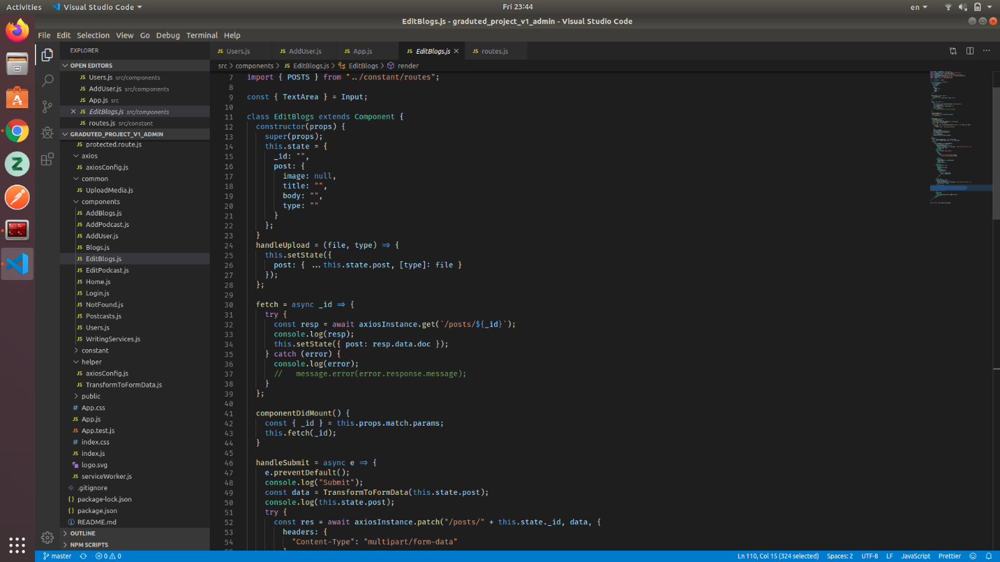 Activities
Visual Studio Code
Fri 23:44
en
EditBlogs.js - graduted_project_v1_admin - Visual Studio Code
File Edit Selection View Go Debug Terminal Help
EXPLORER
OPEN EDITORS
JS Users.js src/components
JS AddUser.js src/components
JS App.js src
JS EditBlogs.js src/components
JS routes.js src/constant
GRADUTED_PROJECT_V1_ADMIN
JS protected.route.js
axios
JS axiosConfig.js
common
JS UploadMedia.js
components
JS AddBlogs.js
JS AddPodcast.js
JS AddUser.js
JS Blogs.js
JS EditBlogs.js
JS EditPodcast.js
JS Home.js
JS Login.js
JS NotFound.js
JS Postcasts.js
JS Users.js
JS WritingServices.js
constant
helper
JS axiosConfig.js
JS TransformToFormData.js
public
# App.css
JS App.js
JS App.test.js
# index.css
JS index.js
logo.svg
JS serviceWorker.js
.gitignore
{} package-lock.json
{} package.json
README.md
OUTLINE
NPM SCRIPTS
JS Users.js
JS AddUser.js
JS App.js
JS EditBlogs.js
JS routes.js
src > components > JS EditBlogs.js > EditBlogs > render
7 import { POSTS } from "../constant/routes";
8
9 const { TextArea } = Input;
10
11 class EditBlogs extends Component {
12 constructor(props) {
13 super(props);
14 this.state = {
15 _id: "",
16 post: {
17 image: null,
18 title: "",
19 body: "",
20 type: ""
21 }
22 };
23 }
24 handleUpload = (file, type) => {
25 this.setState({
26 post: { ...this.state.post, [type]: file }
27 });
28 };
29
30 fetch = async _id => {
31 try {
32 const resp = await axiosInstance.get(`/posts/${_id}`);
33 console.log(resp);
34 this.setState({ post: resp.data.doc });
35 } catch (error) {
36 console.log(error);
37 // message.error(error.response.message);
38 }
39 };
40
41 componentDidMount() {
42 const { _id } = this.props.match.params;
43 this.fetch(_id);
44 }
45
46 handleSubmit = async e => {
47 e.preventDefault();
48 console.log("Submit");
49 const data = TransformToFormData(this.state.post);
50 console.log(this.state.post);
51 try {
52 const res = await axiosInstance.patch("/posts/" + this.state._id, data, {
53 headers: {
54 "Content-Type": "multipart/form-data"
master
0 0
Ln 110, Col 15 (324 selected)
Spaces: 2
UTF-8
LF
JavaScript
Prettier